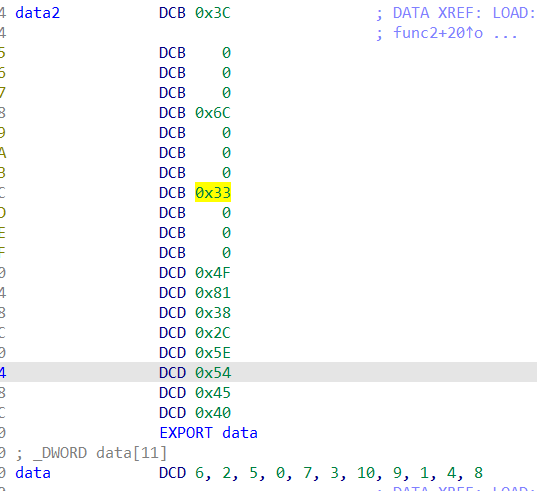 4 data2 DCB 0x3C ; DATA XREF: LOAD:
4 ; func2+20↑o ...
5 DCB 0
6 DCB 0
7 DCB 0
8 DCB 0x6C
9 DCB 0
A DCB 0
B DCB 0
C DCB 0x33
D DCB 0
E DCB 0
F DCB 0
0 DCD 0x4F
4 DCD 0x81
8 DCD 0x38
C DCD 0x2C
0 DCD 0x5E
4 DCD 0x54
8 DCD 0x45
C DCD 0x40
0 EXPORT data
0 ; _DWORD data[11]
0 data DCD 6, 2, 5, 0, 7, 3, 10, 9, 1, 4, 8